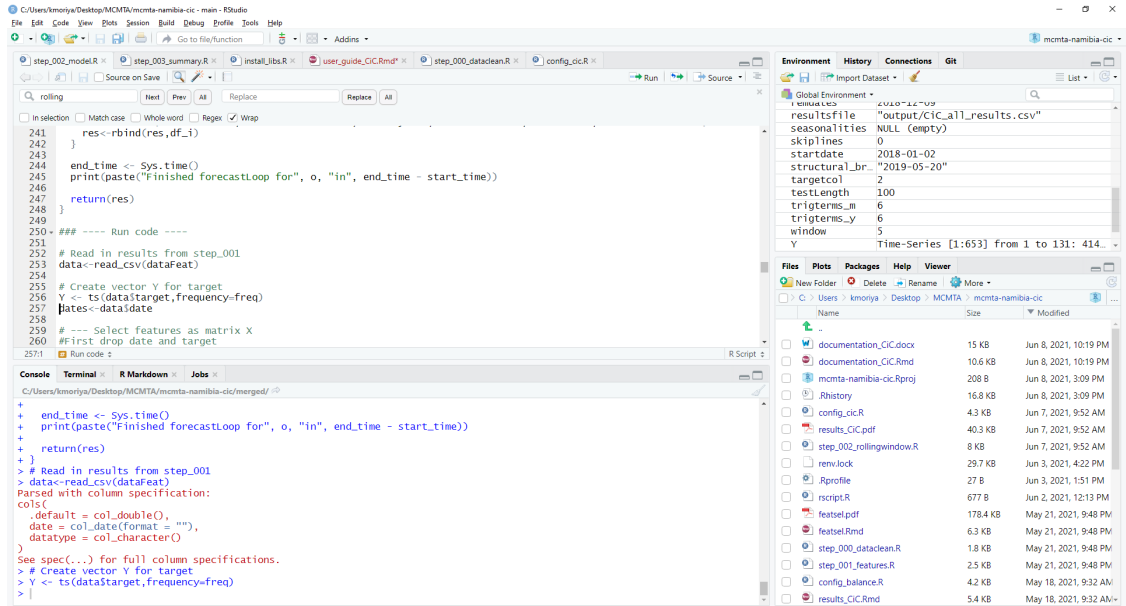 C:/Users/kmoriya/Desktop/MCMTA/mcmta-namibia-cic - main - RStudio
File Edit Code View Plots Session Build Debug Profile Tools Help
Go to file/function Addins mcmta-namibia-cic
step_002_model.R step_003_summary.R install_libs.R user_guide_CiC.Rmd* step_000_dataclean.R config_cic.R
Source on Save Run Source
rolling Next Prev All Replace Replace All
In selection Match case Whole word Regex Wrap
241 res<-rbind(res,df_i)
242 }
243
244 end_time <- Sys.time()
245 print(paste("Finished forecastLoop for", o, "in", end_time - start_time))
246
247 return(res)
248 }
249
250 ### ---- Run code ----
251
252 # Read in results from step_001
253 data<-read_csv(dataFeat)
254
255 # Create vector Y for target
256 Y <- ts(data$target,frequency=freq)
257 dates<-data$date
258
259 # --- Select features as matrix X
260 #First drop date and target
257:1 Run code R Script
Console Terminal R Markdown Jobs
C:/Users/kmoriya/Desktop/MCMTA/mcmta-namibia-cic/merged/
+
+ end_time <- Sys.time()
+ print(paste("Finished forecastLoop for", o, "in", end_time - start_time))
+
+ return(res)
+ }
> # Read in results from step_001
> data<-read_csv(dataFeat)
Parsed with column specification:
cols(
.default = col_double(),
date = col_date(format = ""),
datatype = col_character()
)
See spec(...) for full column specifications.
> # Create vector Y for target
> Y <- ts(data$target,frequency=freq)
>
Environment History Connections Git
Import Dataset List
Global Environment
remdates 2018-12-09
resultsfile "output/CiC_all_results.csv"
seasonalities NULL (empty)
skiplines 0
startdate 2018-01-02
structural_br… "2019-05-20"
targetcol 2
testLength 100
trigterms_m 6
trigterms_y 6
window 5
Y Time-Series [1:653] from 1 to 131: 414…
Files Plots Packages Help Viewer
New Folder Delete Rename More
C: Users kmoriya Desktop MCMTA mcmta-namibia-cic ...
Name Size Modified
..
documentation_CiC.docx 15 KB Jun 8, 2021, 10:19 PM
documentation_CiC.Rmd 10.6 KB Jun 8, 2021, 10:19 PM
mcmta-namibia-cic.Rproj 208 B Jun 8, 2021, 3:09 PM
.Rhistory 16.8 KB Jun 8, 2021, 3:09 PM
config_cic.R 4.3 KB Jun 7, 2021, 9:52 AM
results_CiC.pdf 40.3 KB Jun 7, 2021, 9:52 AM
step_002_rollingwindow.R 8 KB Jun 7, 2021, 9:52 AM
renv.lock 29.7 KB Jun 3, 2021, 4:22 PM
.Rprofile 27 B Jun 3, 2021, 1:51 PM
rscript.R 677 B Jun 2, 2021, 12:13 PM
featsel.pdf 178.4 KB May 21, 2021, 9:48 PM
featsel.Rmd 6.3 KB May 21, 2021, 9:48 PM
step_000_dataclean.R 1.8 KB May 21, 2021, 9:48 PM
step_001_features.R 2.5 KB May 21, 2021, 9:48 PM
config_balance.R 4.2 KB May 18, 2021, 9:32 AM
results_CiC.Rmd 5.4 KB May 18, 2021, 9:32 AM